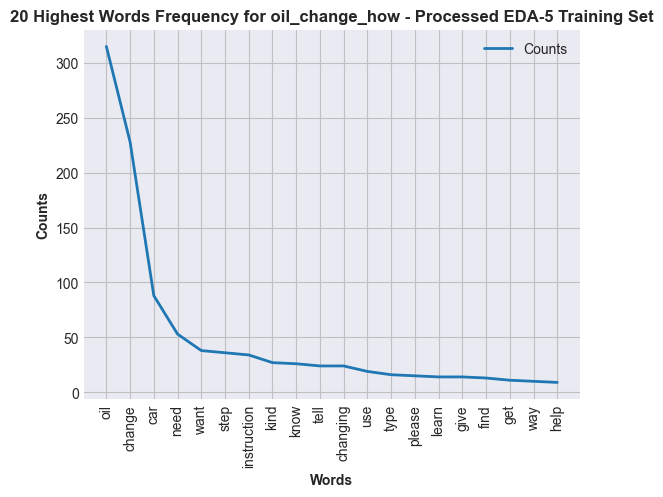 20 Highest Words Frequency for oil_change_how - Processed EDA-5 Training Set
Counts
300
250
200
150
100
50
0
Counts
oil
change
car
need
want
step
instruction
kind
know
tell
changing
use
type
please
learn
give
find
get
way
help
Words